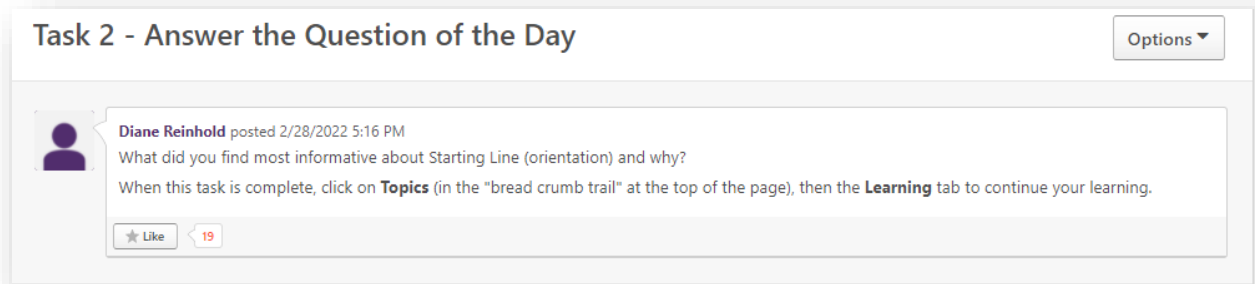 Task 2 - Answer the Question of the Day
Options
Diane Reinhold posted 2/28/2022 5:16 PM
What did you find most informative about Starting Line (orientation) and why?
When this task is complete, click on Topics (in the "bread crumb trail" at the top of the page), then the Learning tab to continue your learning.
Like 19